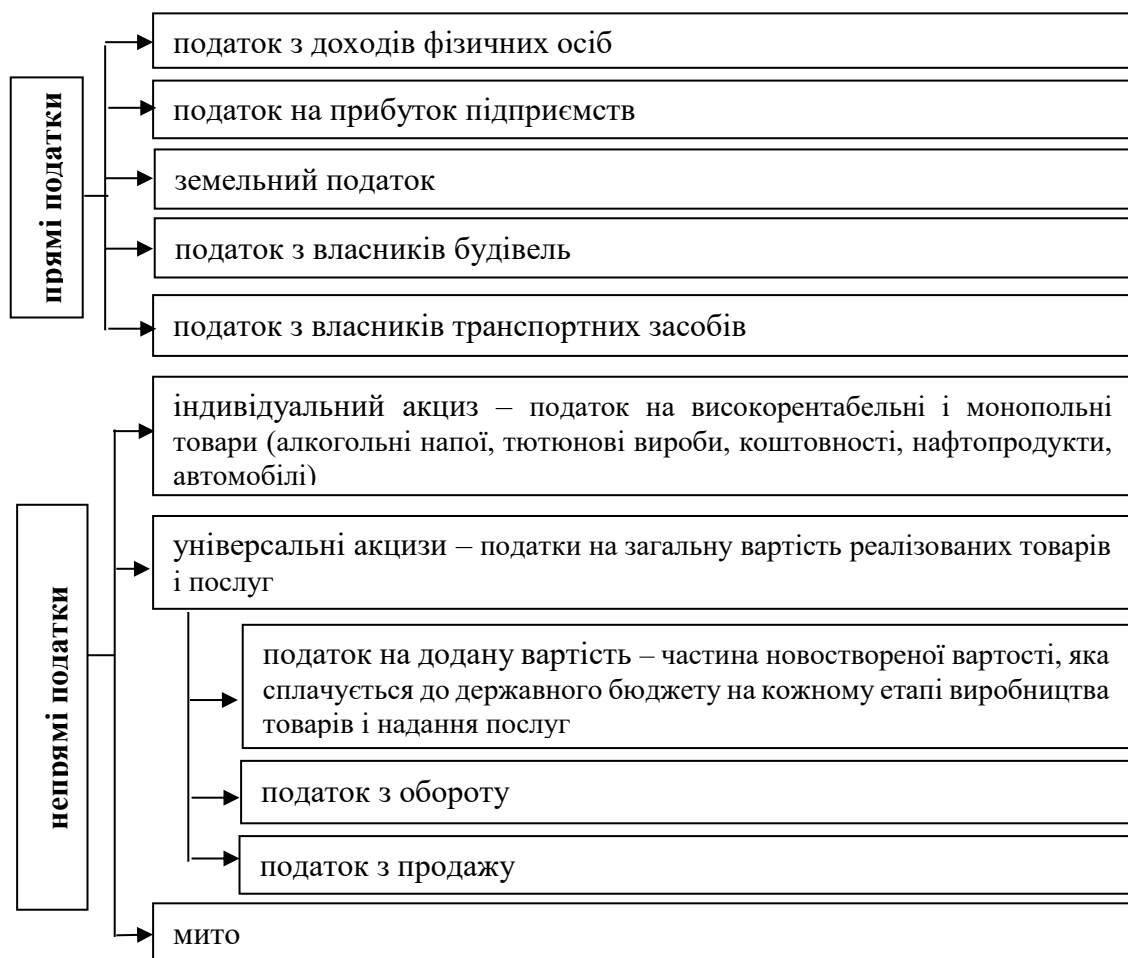 прямі податки
податок з доходів фізичних осіб
податок на прибуток підприємств
земельний податок
податок з власників будівель
податок з власників транспортних засобів
непрямі податки
індивідуальний акциз – податок на високорентабельні і монопольні
товари (алкогольні напої, тютюнові вироби, коштовності, нафтопродукти,
автомобілі)
універсальні акцизи – податки на загальну вартість реалізованих товарів
і послуг
податок на додану вартість – частина новоствореної вартості, яка
сплачується до державного бюджету на кожному етапі виробництва
товарів і надання послуг
податок з обороту
податок з продажу
мито